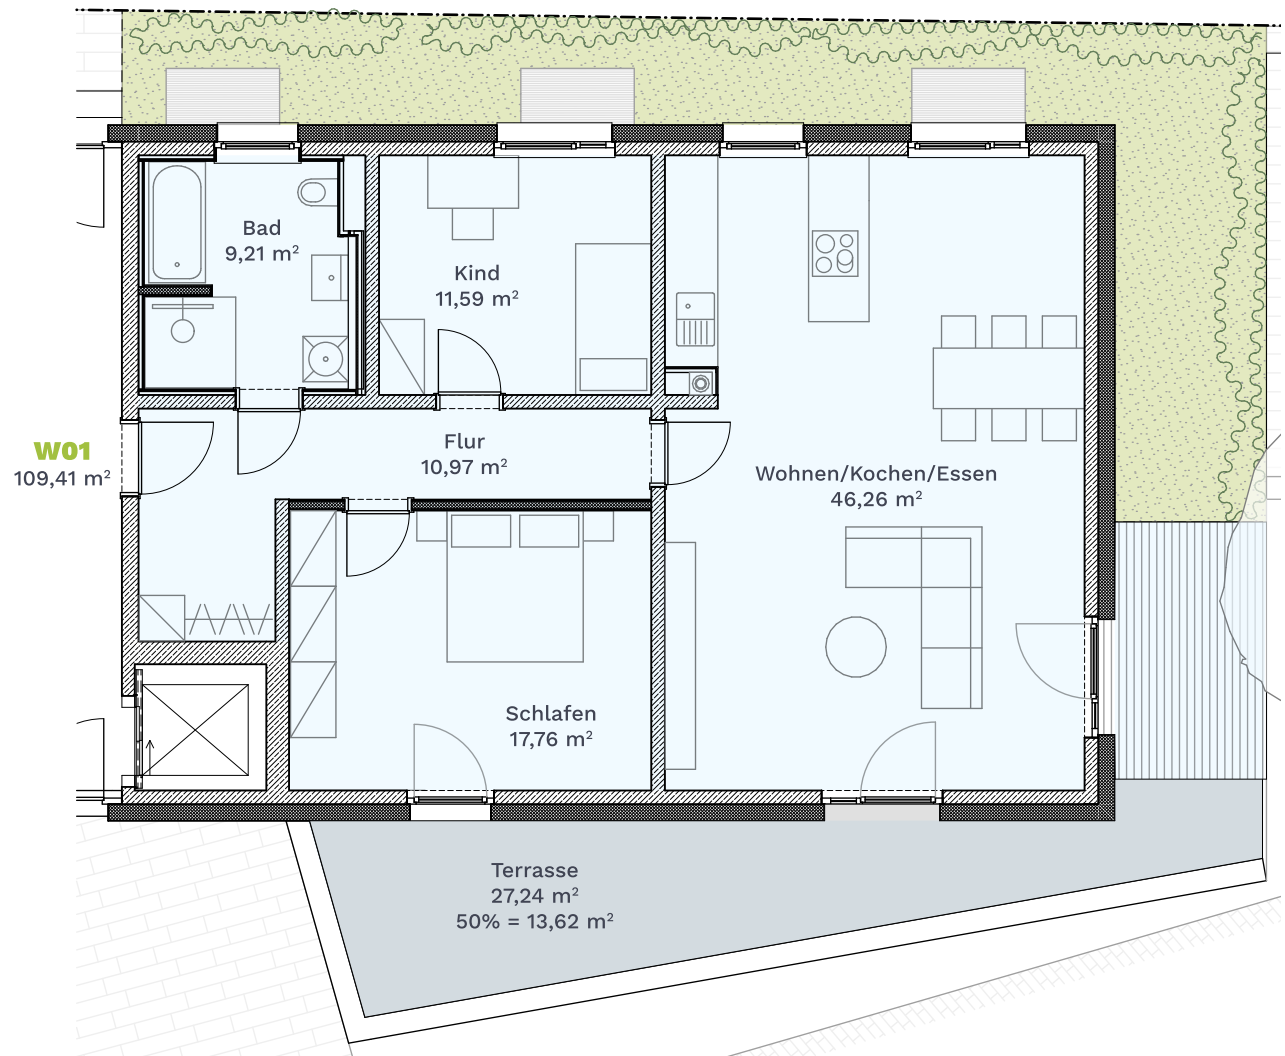 Bad
9,21 m²
Kind
11,59 m²
W01
109,41 m²
Flur
10,97 m²
Wohnen/Kochen/Essen
46,26 m²
Schlafen
17,76 m²
Terrasse
27,24 m²
50% = 13,62 m²